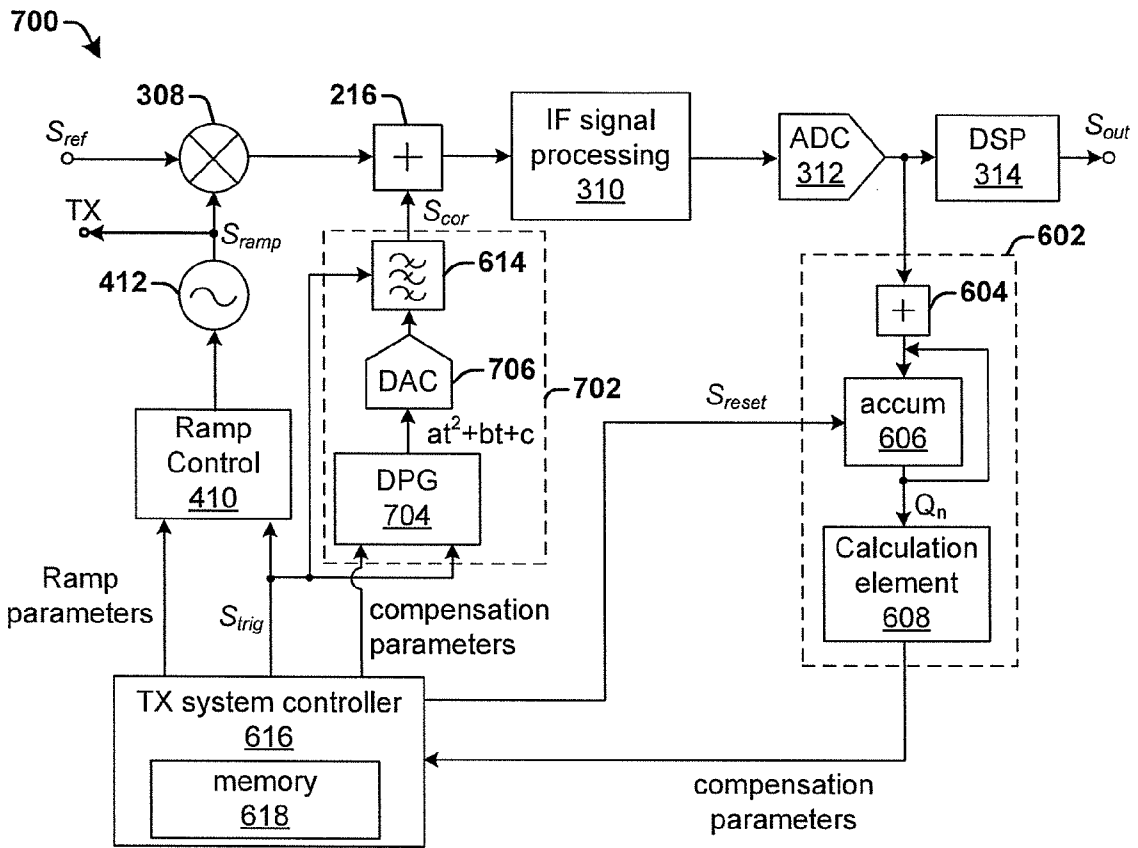 700
308
216
S_ref
+
IF signal
processing
310
ADC
312
DSP
314
S_out
TX
S_ramp
S_cor
412
614
602
+
604
DAC
706
702
S_reset
accum
606
at²+bt+c
Ramp
Control
410
DPG
704
Q_n
Calculation
element
608
Ramp
parameters
S_trig
compensation
parameters
TX system controller
616
memory
618
compensation
parameters